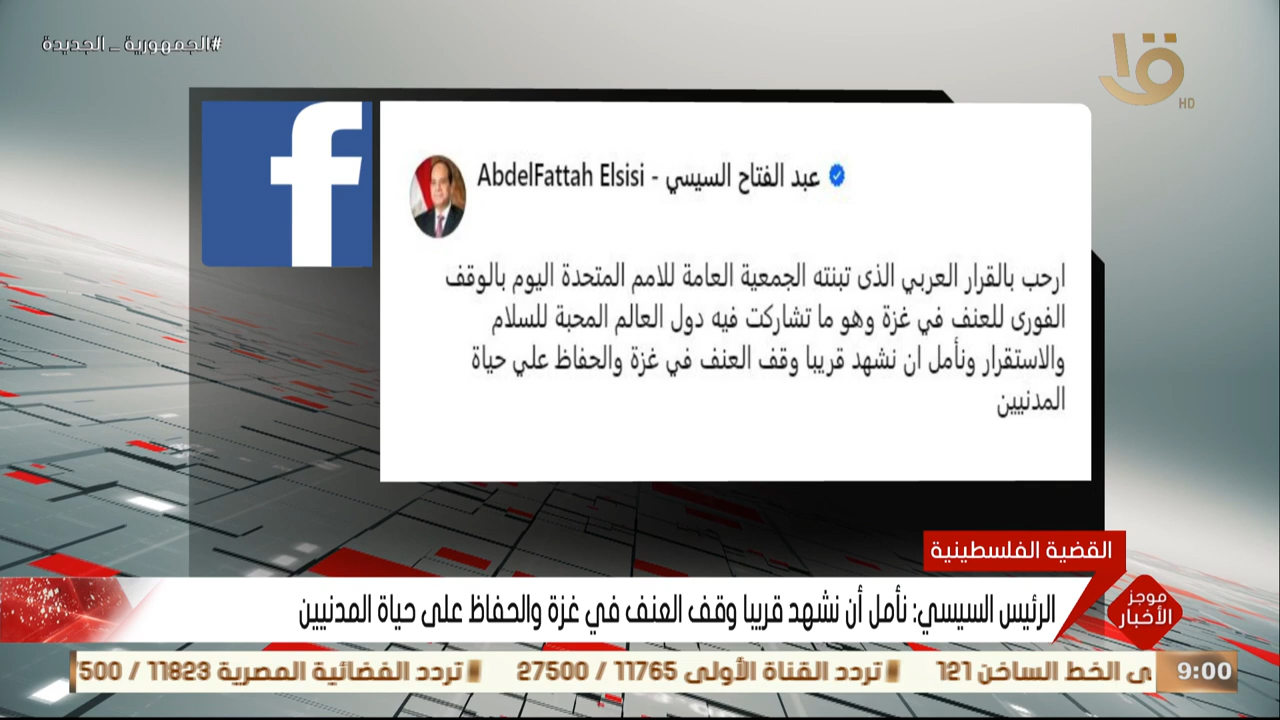 #الجمهورية_الجديدة
HD
عبد الفتاح السيسي - AbdelFattah Elsisi
ارحب بالقرار العربي الذى تبنته الجمعية العامة للامم المتحدة اليوم بالوقف
الفورى للعنف في غزة وهو ما تشاركت فيه دول العالم المحبة للسلام
والاستقرار ونأمل ان نشهد قريبا وقف العنف في غزة والحفاظ علي حياة
المدنيين
القضية الفلسطينية
موجز
الأخبار
الرئيس السيسي: نأمل أن نشهد قريبا وقف العنف في غزة والحفاظ على حياة المدنيين
9:00
الخط الساخن 121 تردد القناة الأولى 11765 / 27500 تردد الفضائية المصرية 11823 /